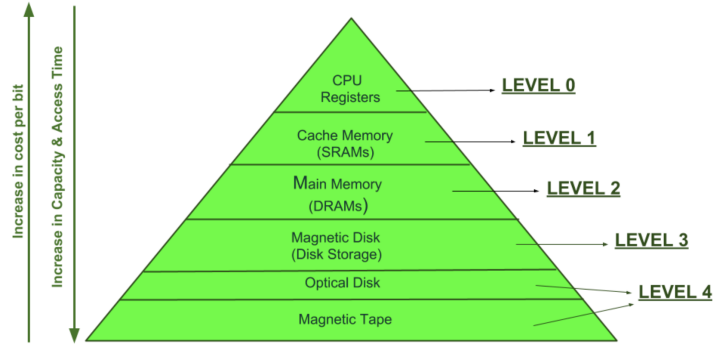 Increase in cost per bit
Increase in Capacity & Access Time
CPU
Registers
LEVEL 0
Cache Memory
(SRAMs)
LEVEL 1
Main Memory
(DRAMs)
LEVEL 2
Magnetic Disk
(Disk Storage)
LEVEL 3
Optical Disk
LEVEL 4
Magnetic Tape